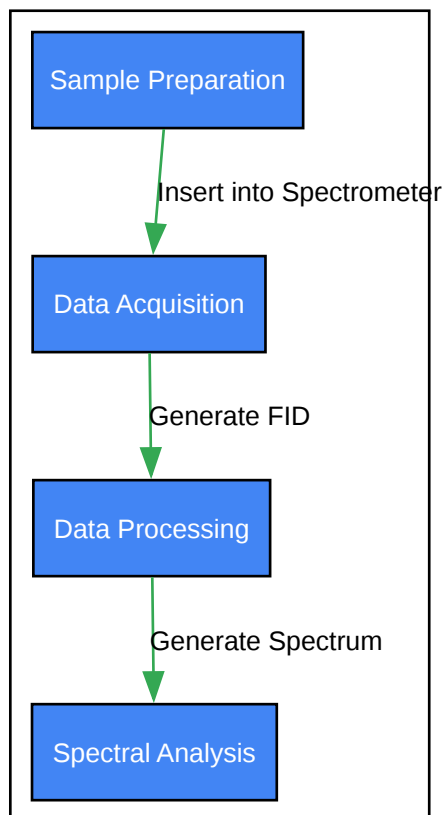 Sample Preparation
Insert into Spectrometer
Data Acquisition
Generate FID
Data Processing
Generate Spectrum
Spectral Analysis